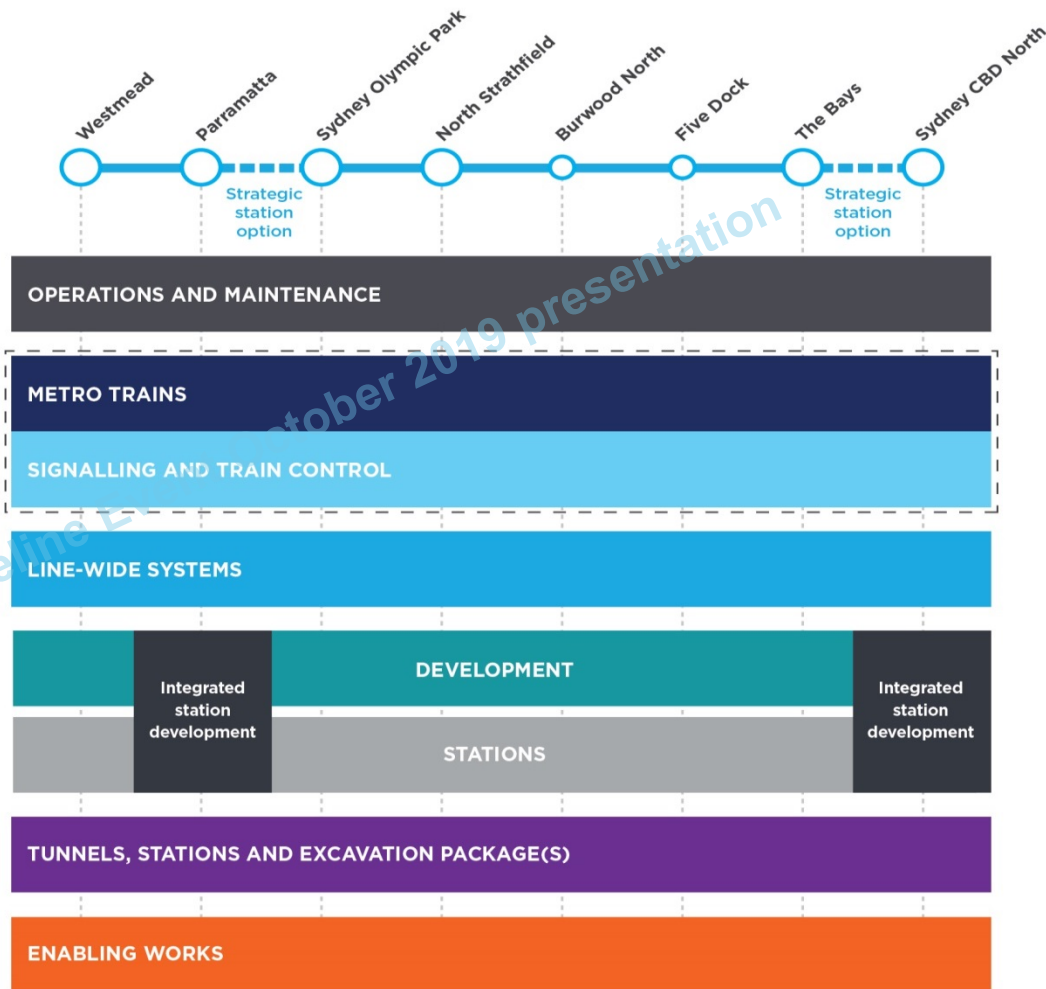 Westmead
Parramatta
Sydney Olympic Park
North Strathfield
Burwood North
Five Dock
The Bays
Sydney CBD North
Strategic
station
option
Strategic
station
option
OPERATIONS AND MAINTENANCE
METRO TRAINS
SIGNALLING AND TRAIN CONTROL
LINE-WIDE SYSTEMS
DEVELOPMENT
Integrated
station
development
Integrated
station
development
STATIONS
TUNNELS, STATIONS AND EXCAVATION PACKAGE(S)
ENABLING WORKS
October 2019 presentation